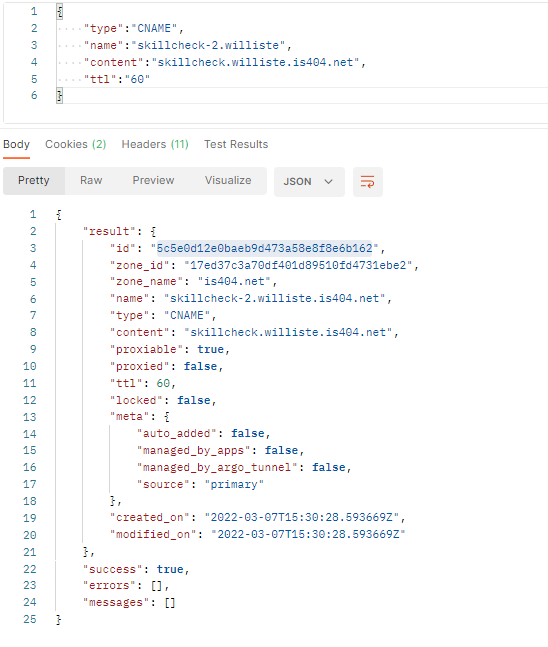 1 {
2 "type":"CNAME",
3 "name":"skillcheck-2.williste",
4 "content":"skillcheck.williste.is404.net",
5 "ttl":"60"
6 }
Body Cookies (2) Headers (11) Test Results
Pretty Raw Preview Visualize JSON
1 {
2 "result": {
3 "id": "5c5e0d12e0baeb9d473a58e8f8e6b162",
4 "zone_id": "17ed37c3a70df401d89510fd4731ebe2",
5 "zone_name": "is404.net",
6 "name": "skillcheck-2.williste.is404.net",
7 "type": "CNAME",
8 "content": "skillcheck.williste.is404.net",
9 "proxiable": true,
10 "proxied": false,
11 "ttl": 60,
12 "locked": false,
13 "meta": {
14 "auto_added": false,
15 "managed_by_apps": false,
16 "managed_by_argo_tunnel": false,
17 "source": "primary"
18 },
19 "created_on": "2022-03-07T15:30:28.593669Z",
20 "modified_on": "2022-03-07T15:30:28.593669Z"
21 },
22 "success": true,
23 "errors": [],
24 "messages": []
25 }